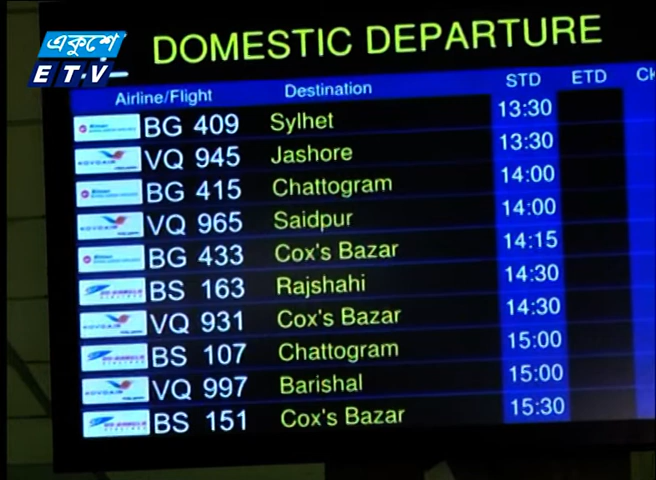 একুশে
ETV
DOMESTIC DEPARTURE
Airline/Flight Destination STD ETD
BG 409 Sylhet 13:30
VQ 945 Jashore 13:30
BG 415 Chattogram 14:00
VQ 965 Saidpur 14:00
BG 433 Cox's Bazar 14:15
BS 163 Rajshahi 14:30
VQ 931 Cox's Bazar 14:30
BS 107 Chattogram 15:00
VQ 997 Barishal 15:00
BS 151 Cox's Bazar 15:30